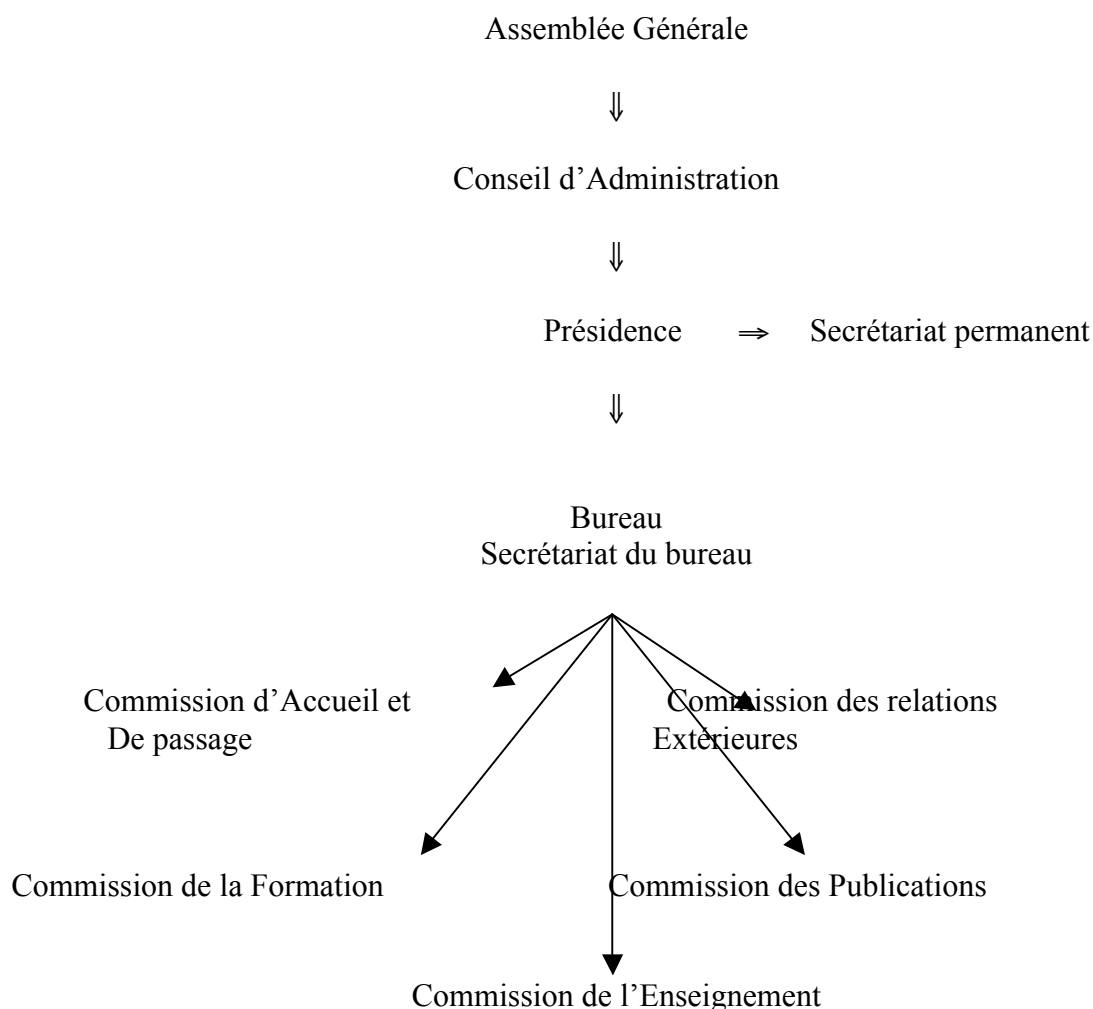 Assemblée Générale
⇓
Conseil d’Administration
⇓
Présidence ⇒ Secrétariat permanent
⇓
Bureau
Secrétariat du bureau
Commission d’Accueil et
De passage
Commission des relations
Extérieures
Commission de la Formation
Commission des Publications
Commission de l’Enseignement